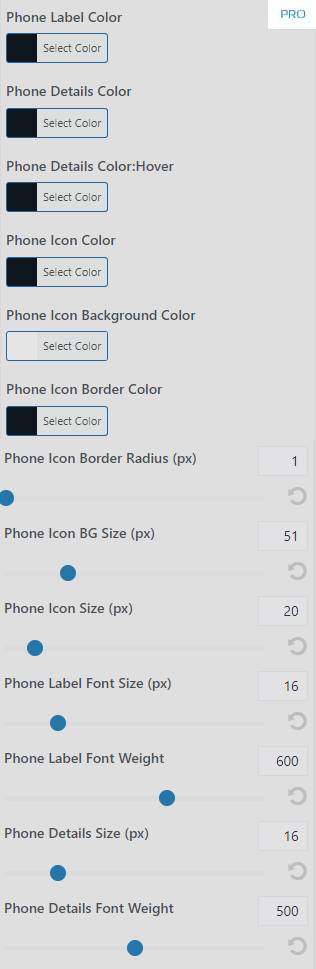 PRO
Phone Label Color
Select Color
Phone Details Color
Select Color
Phone Details Color:Hover
Select Color
Phone Icon Color
Select Color
Phone Icon Background Color
Select Color
Phone Icon Border Color
Select Color
Phone Icon Border Radius (px) 1
Phone Icon BG Size (px) 51
Phone Icon Size (px) 20
Phone Label Font Size (px) 16
Phone Label Font Weight 600
Phone Details Size (px) 16
Phone Details Font Weight 500